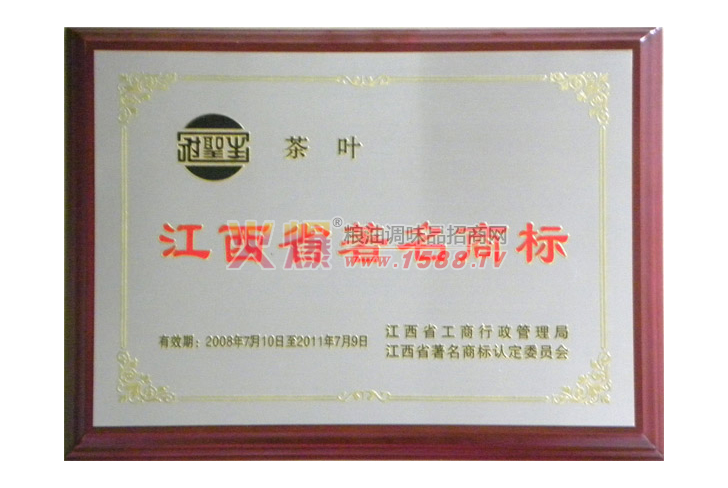 茶叶
江西省著名商标
火爆®粮油调味品招商网
www.1588.TV
有效期：2008年7月10日至2011年7月9日
江西省工商行政管理局
江西省著名商标认定委员会